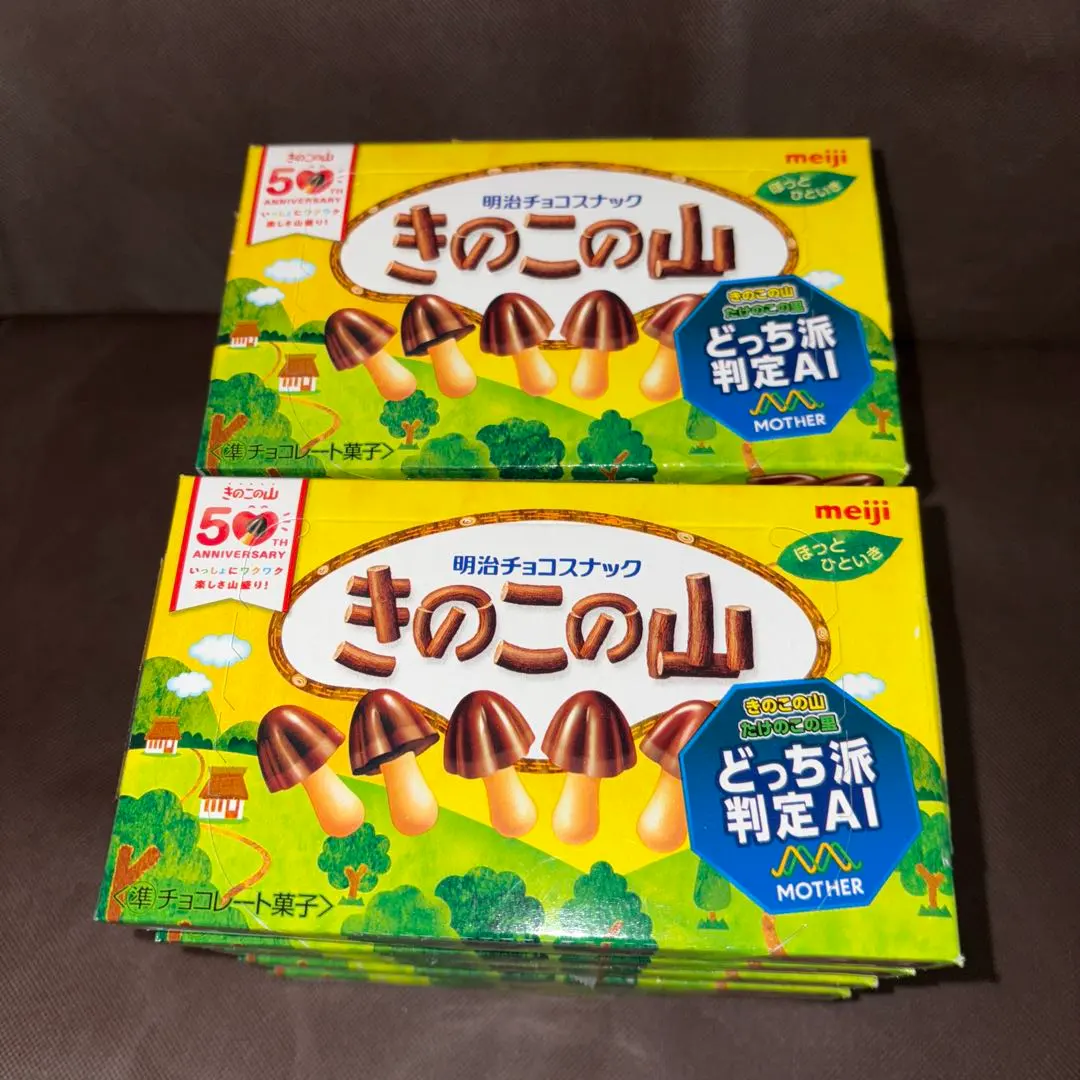 きのこの山
50TH
ANNIVERSARY
いっしょにワクワク
楽しさ山盛り!
meiji
ほっと
ひといき
明治チョコスナック
きのこの山
きのこの山
たけのこの里
どっち派
判定AI
MOTHER
<準チョコレート菓子>
きのこの山
50TH
ANNIVERSARY
いっしょにワクワク
楽しさ山盛り!
meiji
ほっと
ひといき
明治チョコスナック
きのこの山
きのこの山
たけのこの里
どっち派
判定AI
MOTHER
<準チョコレート菓子>